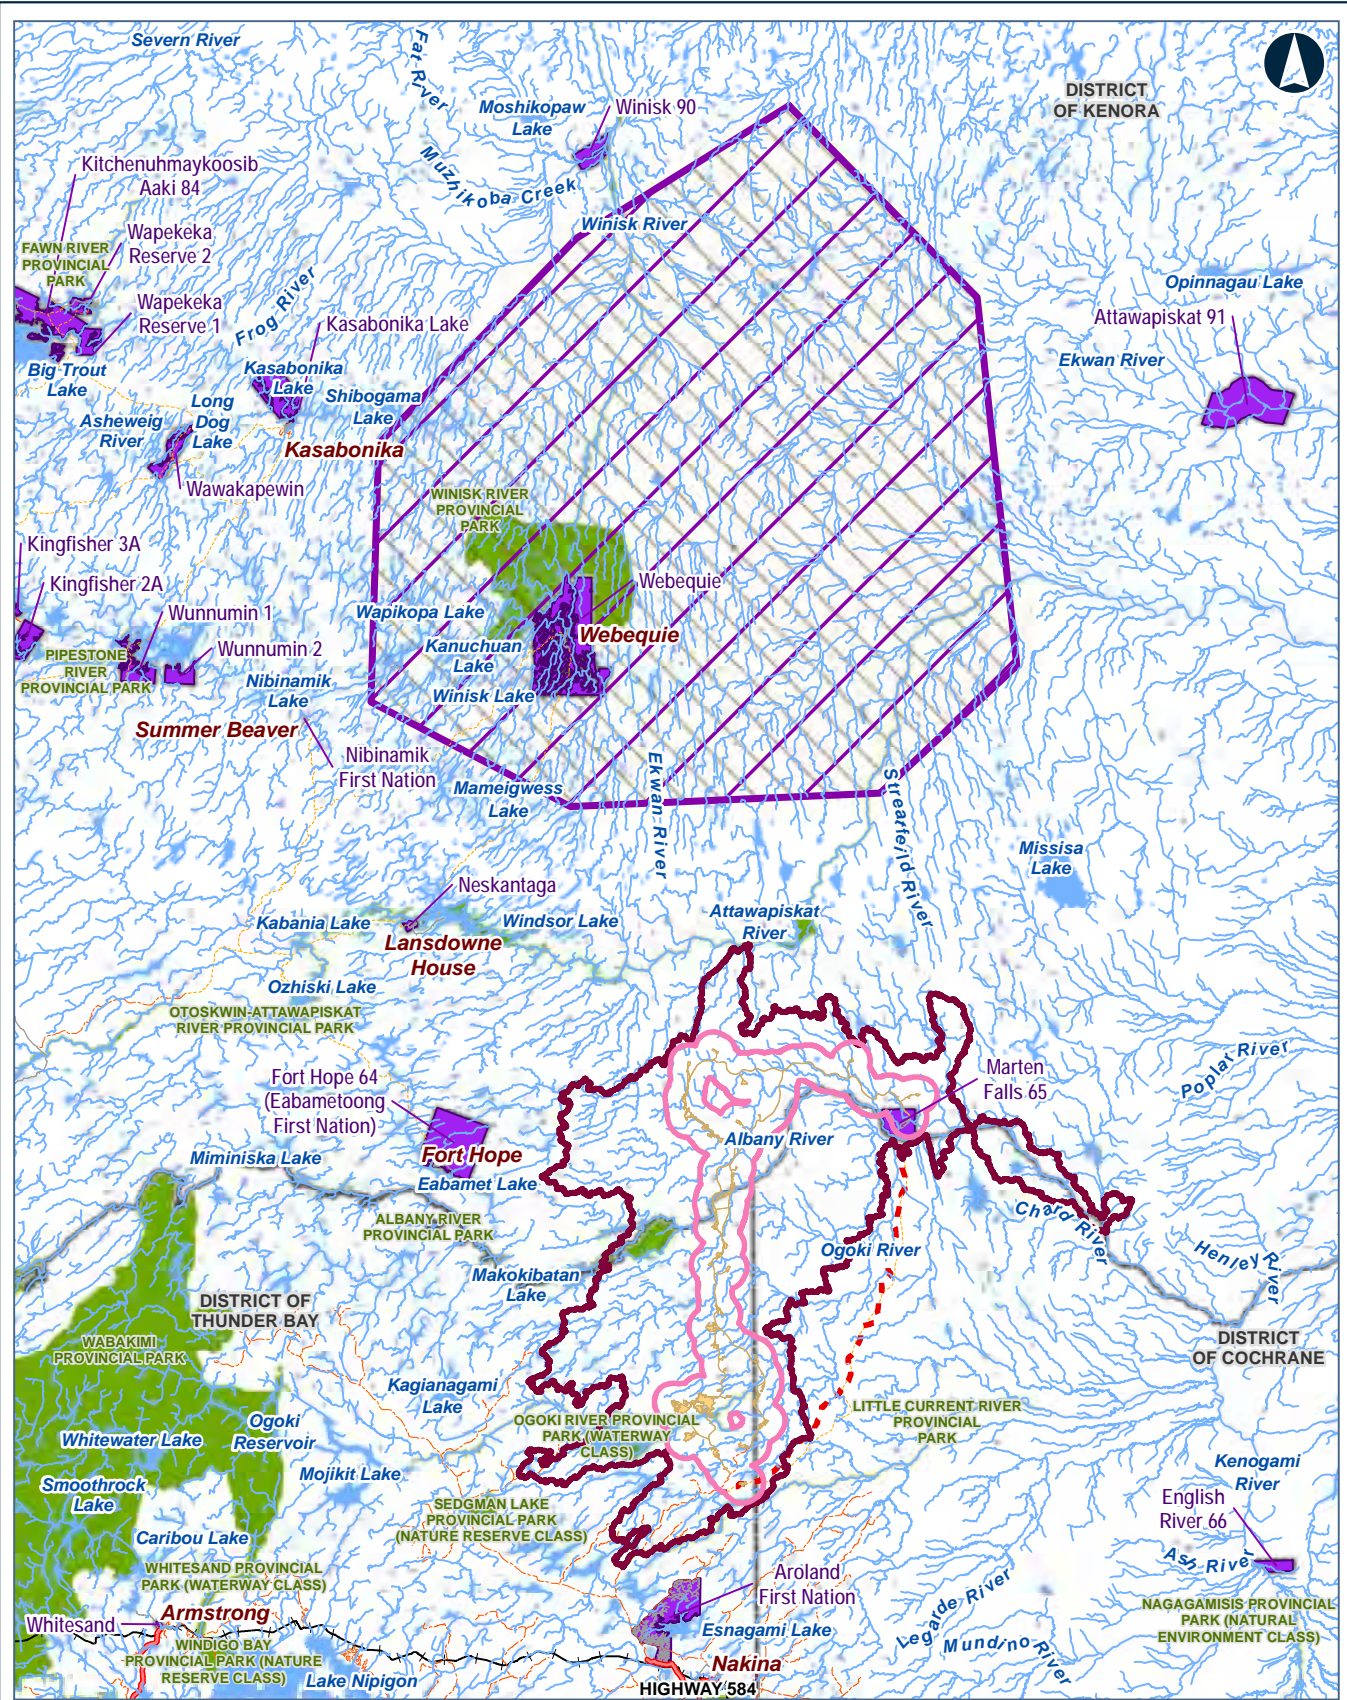 Severn River
Fat River
Moshikopaw
Lake
Winisk 90
DISTRICT
OF KENORA
Muzhikoba Creek
Kitchenuhmaykoosib
Aaki 84
Wapekeka
Reserve 2
FAWN RIVER
PROVINCIAL
PARK
Winisk River
Opinnagau Lake
Wapekeka
Reserve 1
Frog River
Kasabonika Lake
Attawapiskat 91
Ekwan River
Big Trout
Lake
Kasabonika
Lake
Shibogama
Lake
Long
Dog
Lake
Asheweig
River
Kasabonika
Wawakapewin
WINISK RIVER
PROVINCIAL
PARK
Kingfisher 3A
Kingfisher 2A
Webequie
Wunnumin 1
Wapikopa Lake
Webequie
Wunnumin 2
Kanuchuan
Lake
PIPESTONE
RIVER
PROVINCIAL PARK
Nibinamik
Lake
Winisk Lake
Summer Beaver
Nibinamik
First Nation
Mameigwess
Lake
Ekwan River
Streatfeild River
Missisa
Lake
Neskantaga
Kabania Lake
Windsor Lake
Attawapiskat
River
Lansdowne
House
Ozhiski Lake
OTOSKWIN-ATTAWAPISKAT
RIVER PROVINCIAL PARK
Poplar River
Marten
Falls 65
Fort Hope 64
(Eabametoong
First Nation)
Albany River
Fort Hope
Miminiska Lake
Eabamet Lake
ALBANY RIVER
PROVINCIAL PARK
Chard River
Ogoki River
Henley River
Makokibatan
Lake
DISTRICT OF
THUNDER BAY
WABAKIMI
PROVINCIAL PARK
DISTRICT
OF COCHRANE
Kagianagami
Lake
OGOKI RIVER PROVINCIAL
PARK (WATERWAY
CLASS)
LITTLE CURRENT RIVER
PROVINCIAL
PARK
Ogoki
Reservoir
Whitewater Lake
Mojikit Lake
Kenogami
River
Smoothrock
Lake
English
River 66
SEDGMAN LAKE
PROVINCIAL PARK
(NATURE RESERVE CLASS)
Caribou Lake
Ash River
WHITESAND PROVINCIAL
PARK (WATERWAY CLASS)
Aroland
First Nation
Legarde River
NAGAGAMISIS PROVINCIAL
PARK (NATURAL
ENVIRONMENT CLASS)
Whitesand
Armstrong
Esnagami Lake
Mundino River
WINDIGO BAY
PROVINCIAL PARK (NATURE
RESERVE CLASS)
Lake Nipigon
Nakina
HIGHWAY 584